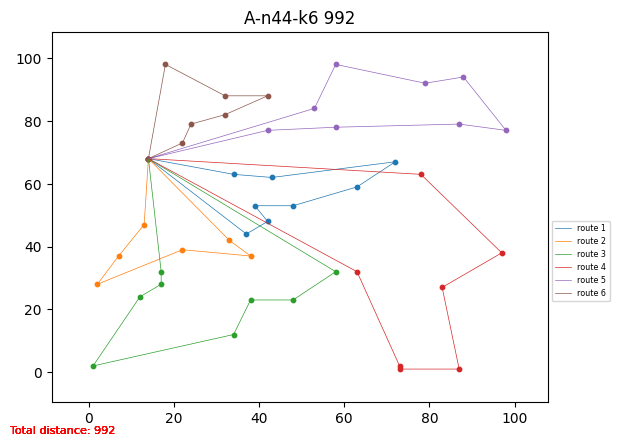 A-n44-k6 992
100
80
60
40
20
0
0 20 40 60 80 100
route 1
route 2
route 3
route 4
route 5
route 6
Total distance: 992